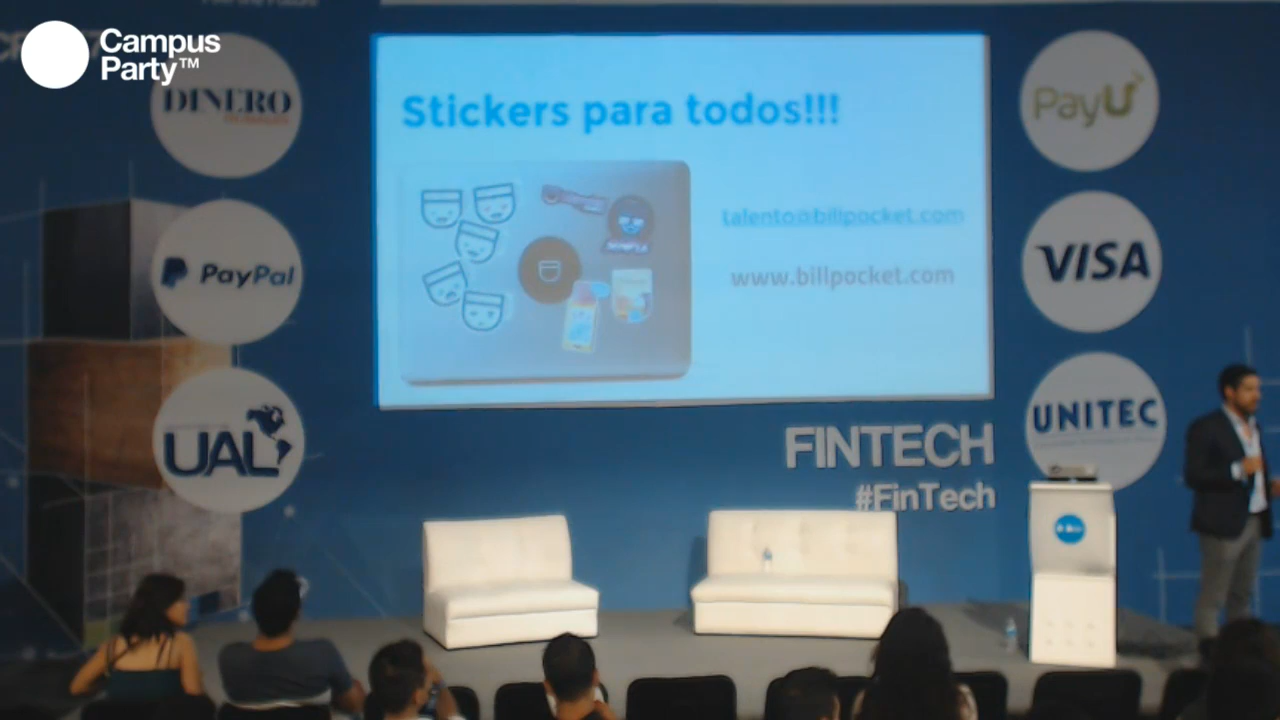 Campus
Party™
DINERO
PayPal
UAL
Stickers para todos!!!
talento@billpocket.com
www.billpocket.com
PayU
VISA
UNITEC
FINTECH
#FinTech